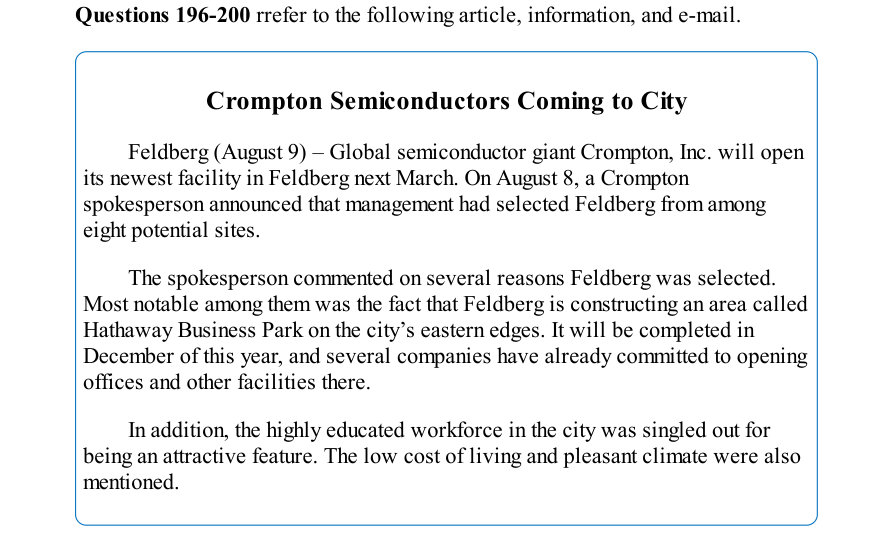 Questions 196-200 rrefer to the following article, information, and e-mail.
Crompton Semiconductors Coming to City
Feldberg (August 9) – Global semiconductor giant Crompton, Inc. will open
its newest facility in Feldberg next March. On August 8, a Crompton
spokesperson announced that management had selected Feldberg from among
eight potential sites.
The spokesperson commented on several reasons Feldberg was selected.
Most notable among them was the fact that Feldberg is constructing an area called
Hathaway Business Park on the city’s eastern edges. It will be completed in
December of this year, and several companies have already committed to opening
offices and other facilities there.
In addition, the highly educated workforce in the city was singled out for
being an attractive feature. The low cost of living and pleasant climate were also
mentioned.